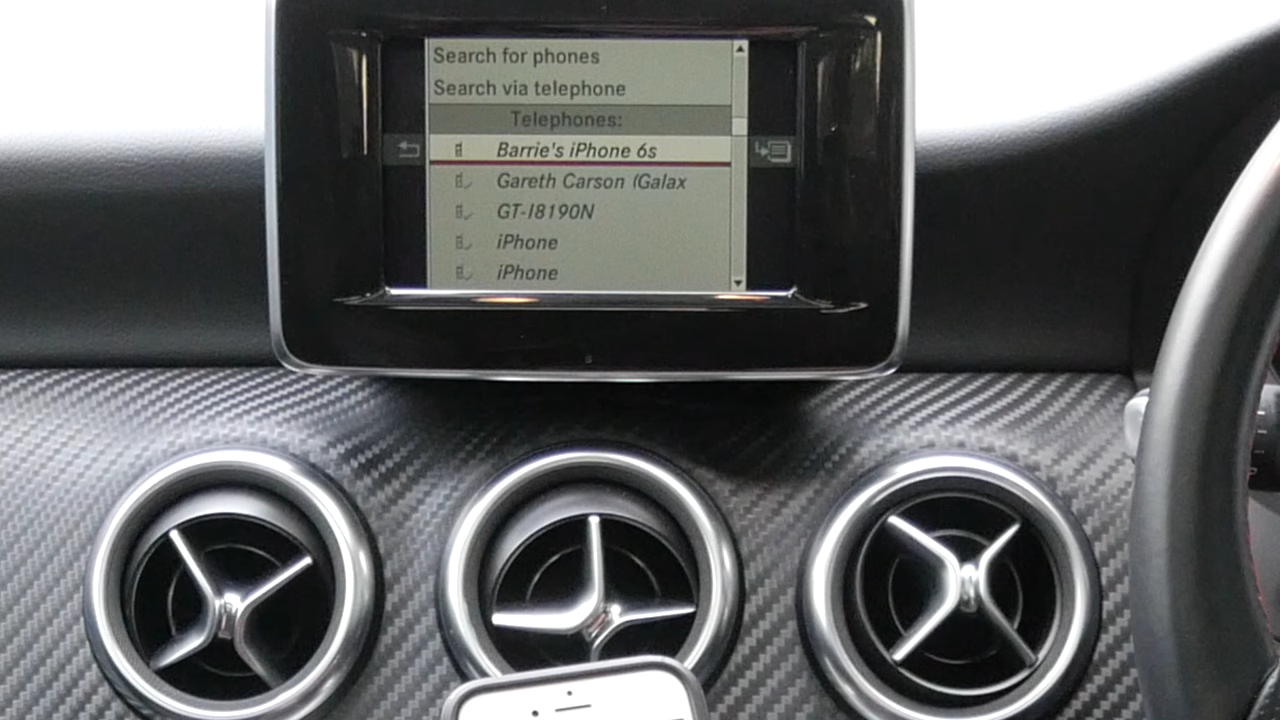 Search for phones
Search via telephone
Telephones:
Barrie's iPhone 6s
Gareth Carson (Galax
GT-I8190N
iPhone
iPhone